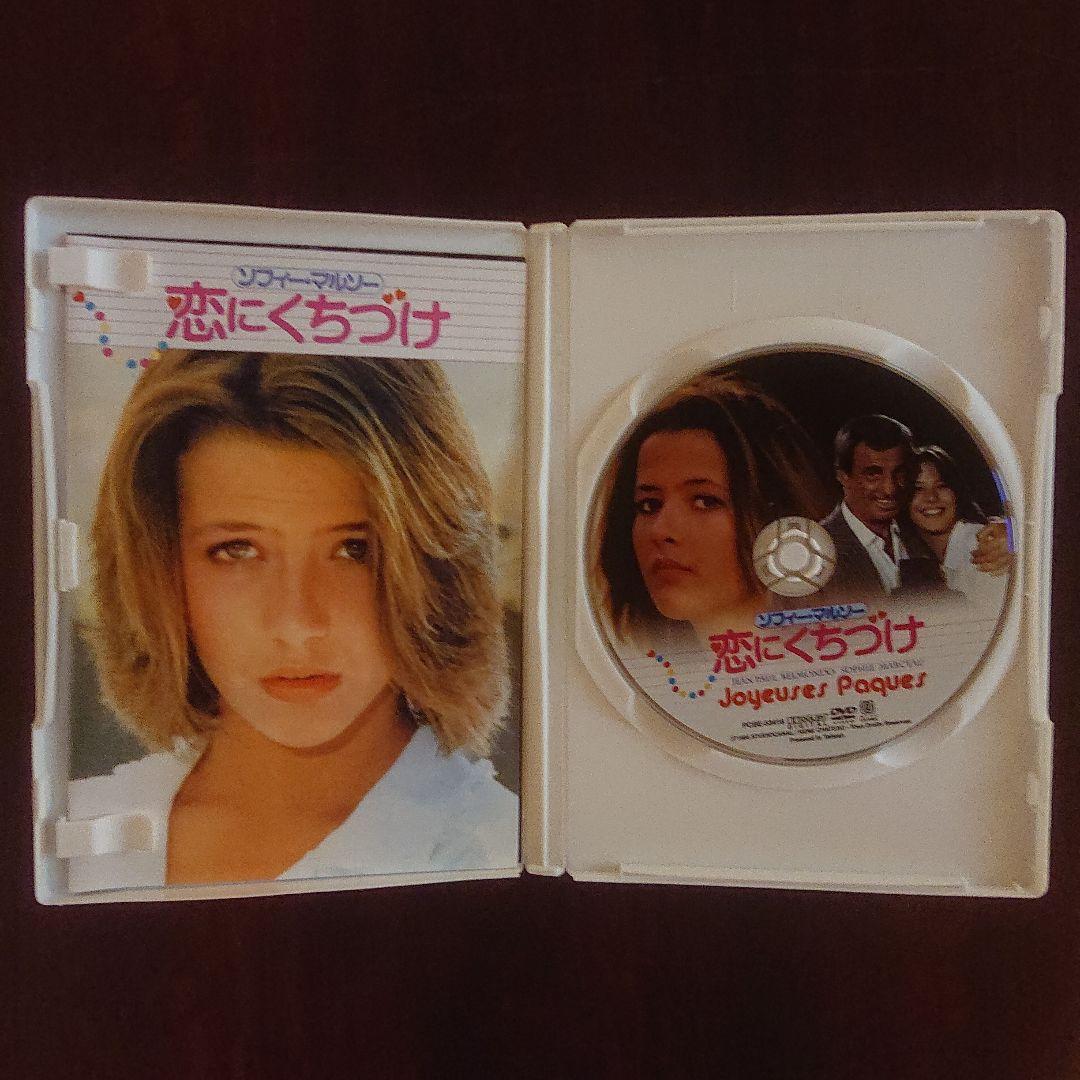 ソフィー・マルソー
恋にくちづけ
ソフィー・マルソー
恋にくちづけ
JEAN PAUL BELMONDO SOPHIE MARCEAU
Joyeuses Paques
DVD